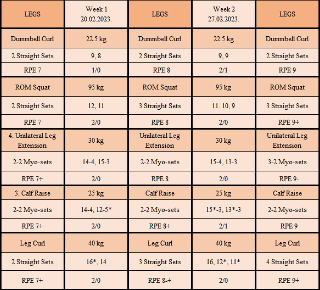 LEGS Week 1 LEGS Week 2 LEGS
20.02.2023. 27.02.2023.
Dummbell Curl 22.5 kg Dumbbell Curl 22.5 kg Dumbbell Curl
2 Straight Sets 9, 8 2 Straight Sets 9, 9 2 Straight Sets
RPE 7 1/0 RPE 8 2/1 RPE 9
ROM Squat 95 kg ROM Squat 95 kg ROM Squat
2 Straight Sets 12, 11 3 Straight Sets 11, 10, 9 3 Straight Sets
RPE 7 2/0 RPE 8 2/0 RPE 9+
4. Unilateral Leg Extension 30 kg Unilateral Leg Extension 30 kg Unilateral Leg Extension
2-2 Myo-sets 14-4, 15-3 2-2 Myo-sets 15-4, 15-3 3-2 Myo-sets
RPE 7+ 2/0 RPE 8 2/0 RPE 9-
5. Calf Raise 25 kg Calf Raise 25 kg Calf Raise
2-2 Myo-sets 14-4, 12-5* 2-2 Myo-sets 15*-3, 13*-3 2-2 Myo-sets
RPE 7+ 2/0 RPE 8+ 2/1 RPE 9
Leg Curl 40 kg Leg Curl 40 kg Leg Curl
2 Straight Sets 16*, 14 3 Straight Sets 16, 12*, 11* 4 Straight Sets
RPE 7+ 2/0 RPE 8-+ 2/0 RPE 9+